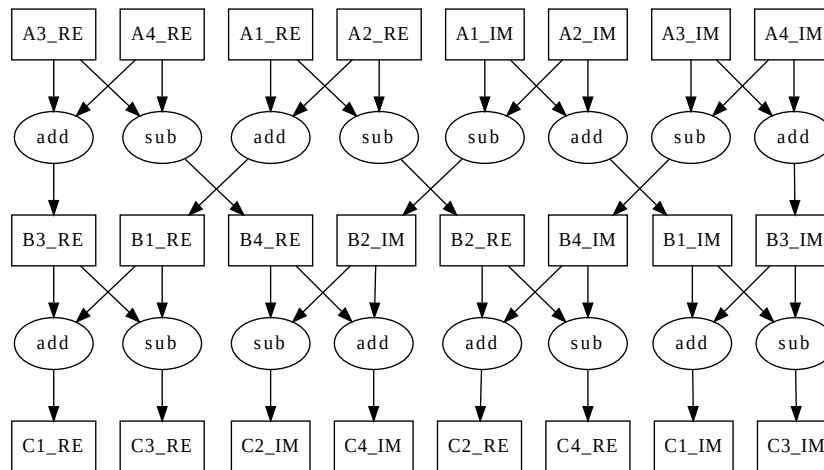 A3_RE A4_RE A1_RE A2_RE A1_IM A2_IM A3_IM A4_IM
add sub add sub sub add sub add
B3_RE B1_RE B4_RE B2_IM B2_RE B4_IM B1_IM B3_IM
add sub sub add add sub add sub
C1_RE C3_RE C2_IM C4_IM C2_RE C4_RE C1_IM C3_IM